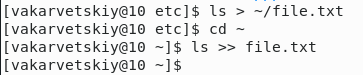 [vakarvetskiy@10 etc]$ ls > ~/file.txt
[vakarvetskiy@10 etc]$ cd ~
[vakarvetskiy@10 ~]$ ls >> file.txt
[vakarvetskiy@10 ~]$